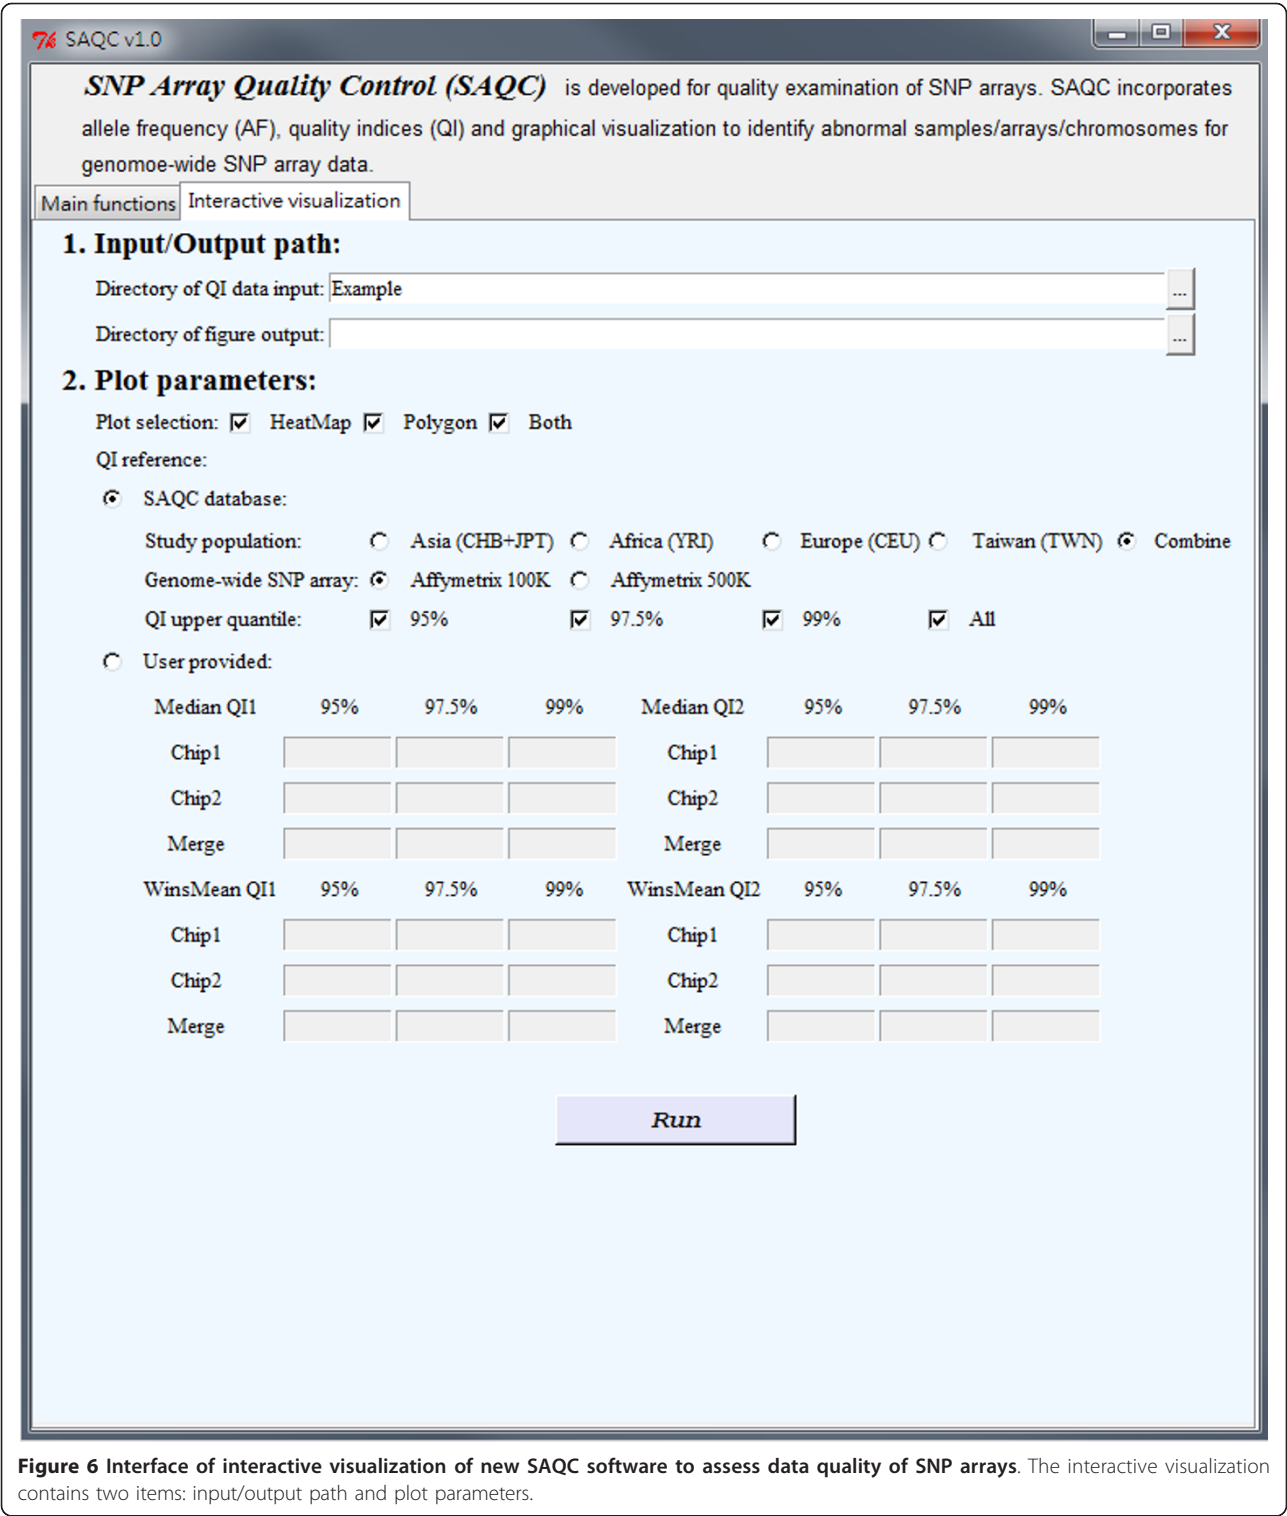 SAQC v1.0
SNP Array Quality Control (SAQC) is developed for quality examination of SNP arrays. SAQC incorporates
allele frequency (AF), quality indices (QI) and graphical visualization to identify abnormal samples/arrays/chromosomes for
genomoe-wide SNP array data.
Main functions Interactive visualization
1. Input/Output path:
Directory of QI data input: Example ...
Directory of figure output: ...
2. Plot parameters:
Plot selection: HeatMap Polygon Both
QI reference:
SAQC database:
Study population: Asia (CHB+JPT) Africa (YRI) Europe (CEU) Taiwan (TWN) Combine
Genome-wide SNP array: Affymetrix 100K Affymetrix 500K
QI upper quantile: 95% 97.5% 99% All
User provided:
Median QI1 95% 97.5% 99% Median QI2 95% 97.5% 99%
Chip1 Chip1
Chip2 Chip2
Merge Merge
WinsMean QI1 95% 97.5% 99% WinsMean QI2 95% 97.5% 99%
Chip1 Chip1
Chip2 Chip2
Merge Merge
Run
Figure 6 Interface of interactive visualization of new SAQC software to assess data quality of SNP arrays. The interactive visualization
contains two items: input/output path and plot parameters.